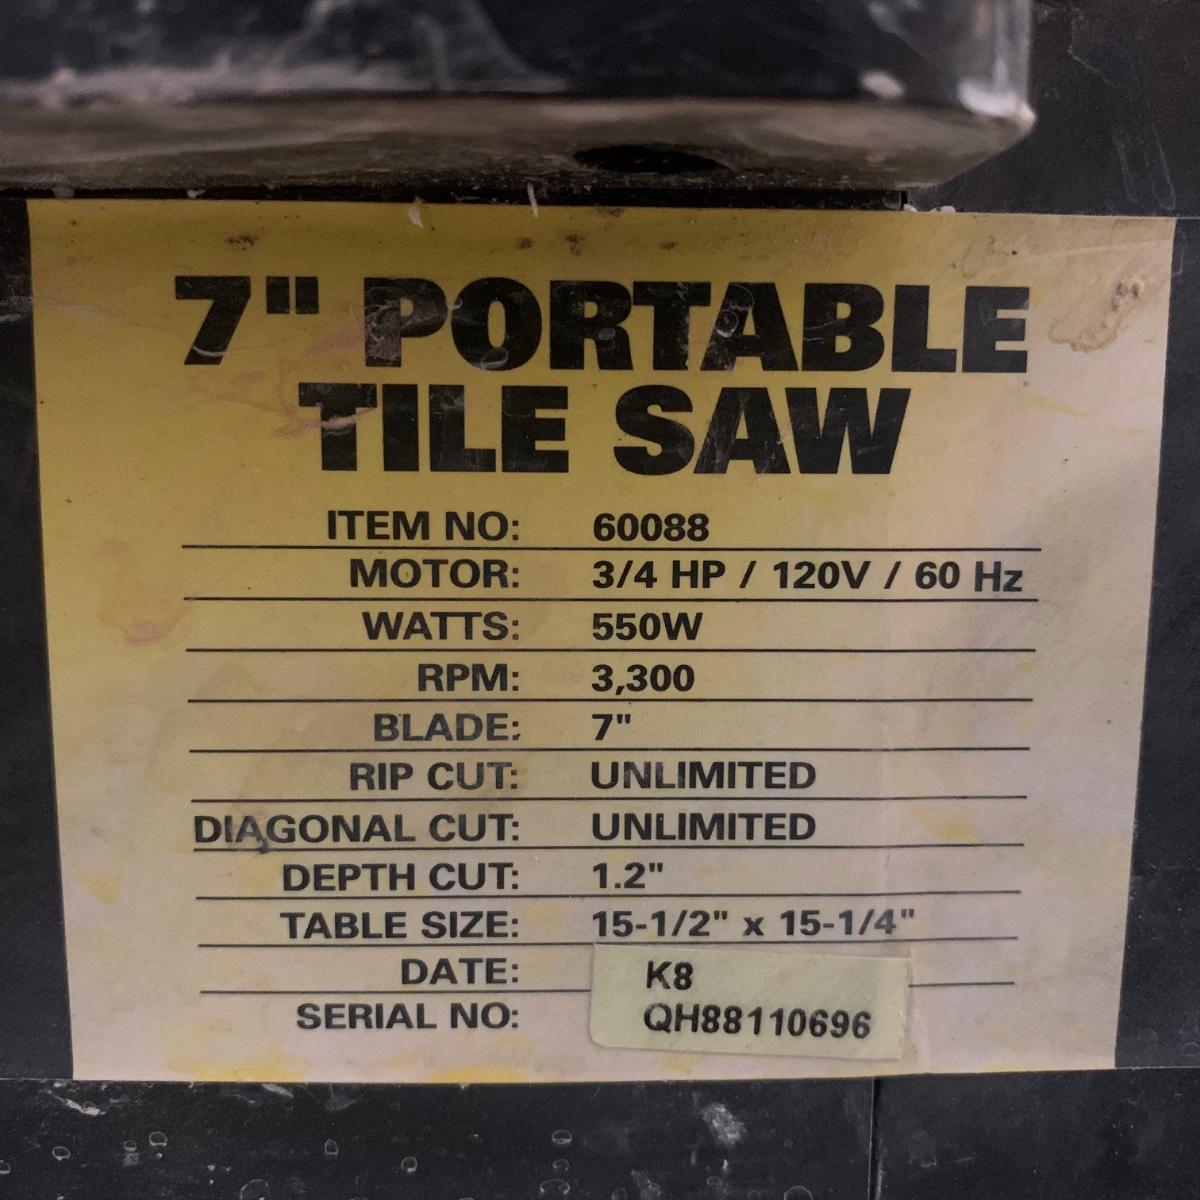 7" PORTABLE
TILE SAW
ITEM NO: 60088
MOTOR: 3/4 HP / 120V / 60 Hz
WATTS: 550W
RPM: 3,300
BLADE: 7"
RIP CUT: UNLIMITED
DIAGONAL CUT: UNLIMITED
DEPTH CUT: 1.2"
TABLE SIZE: 15-1/2" x 15-1/4"
DATE: K8
SERIAL NO: QH88110696